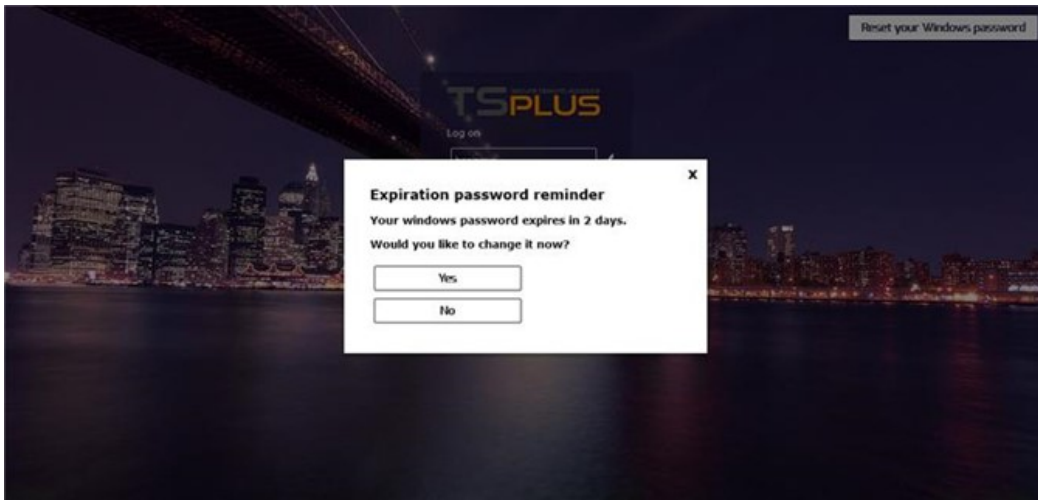 Reset your Windows password
TSPLUS
Log on
x
Expiration password reminder
Your windows password expires in 2 days.
Would you like to change it now?
Yes
No